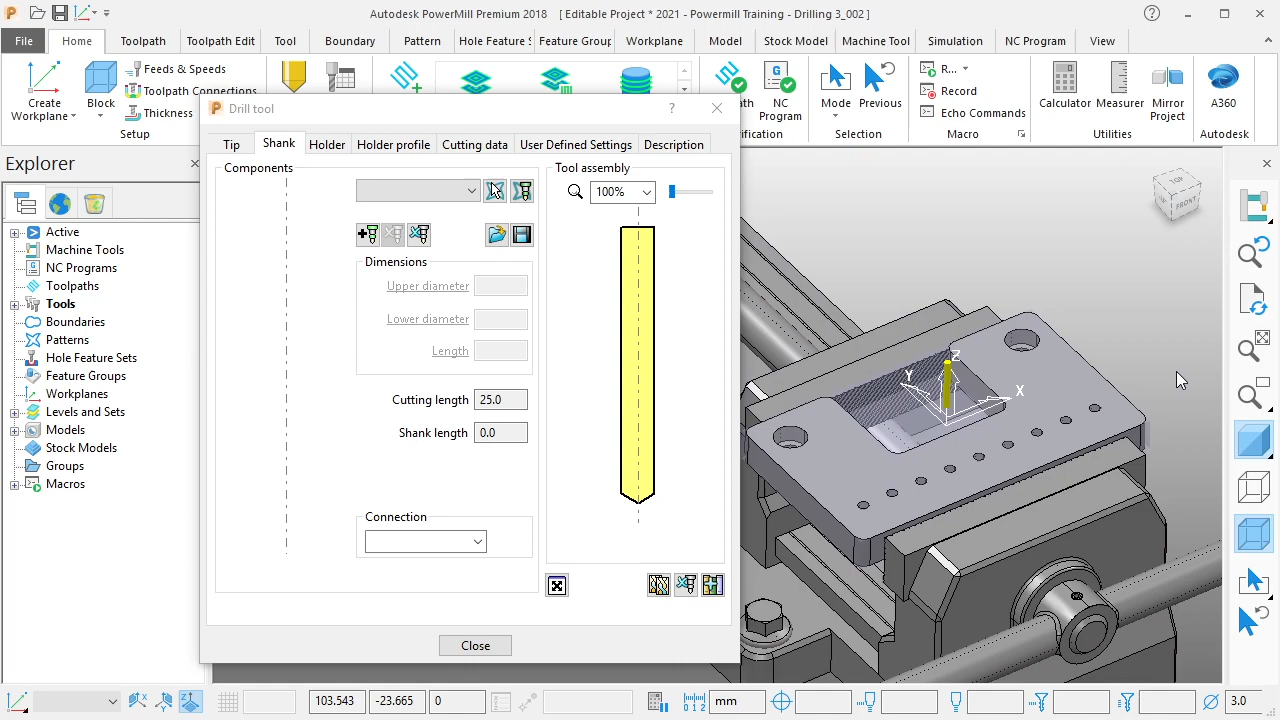 Autodesk PowerMill Premium 2018 [ Editable Project * 2021 - Powermill Training - Drilling 3_002 ]
File Home Toolpath Toolpath Edit Tool Boundary Pattern Hole Feature S Feature Group Workplane Model Stock Model Machine Tool Simulation NC Program View
Create Workplane
Block
Feeds & Speeds
Toolpath Connections
Thickness
Setup
NC Program
Mode
Previous
Selection
R...
Record
Echo Commands
Macro
Calculator
Measurer
Mirror Project
Utilities
A360
Autodesk
Explorer
Active
Machine Tools
NC Programs
Toolpaths
Tools
Boundaries
Patterns
Hole Feature Sets
Feature Groups
Workplanes
Levels and Sets
Models
Stock Models
Groups
Macros
Drill tool
Tip Shank Holder Holder profile Cutting data User Defined Settings Description
Components
Dimensions
Upper diameter
Lower diameter
Length
Cutting length 25.0
Shank length 0.0
Connection
Tool assembly
100%
Close
TOP
FRONT
Z
Y
X
103.543 -23.665 0 mm 3.0